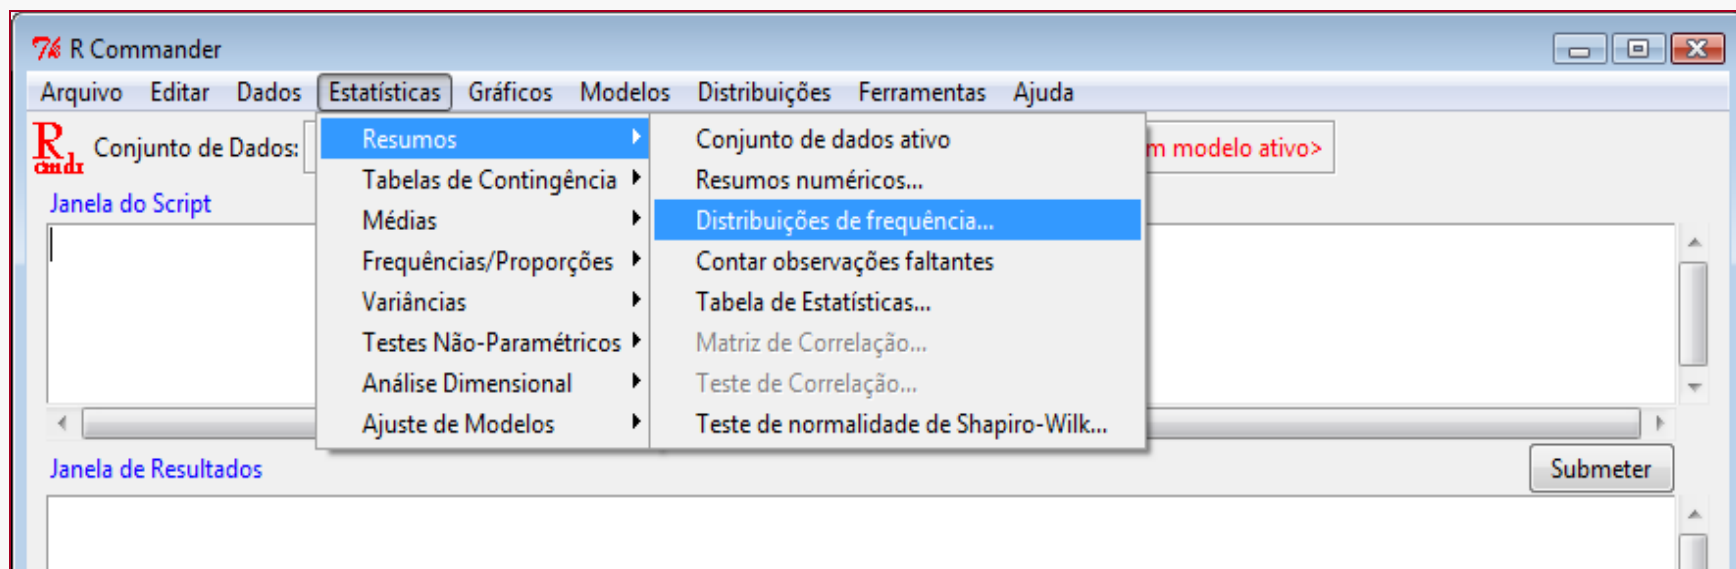 R Commander
Arquivo Editar Dados Estatísticas Gráficos Modelos Distribuições Ferramentas Ajuda
R
cmdr
Conjunto de Dados:
m modelo ativo>
Resumos
Tabelas de Contingência
Médias
Frequências/Proporções
Variâncias
Testes Não-Paramétricos
Análise Dimensional
Ajuste de Modelos
Conjunto de dados ativo
Resumos numéricos...
Distribuições de frequência...
Contar observações faltantes
Tabela de Estatísticas...
Matriz de Correlação...
Teste de Correlação...
Teste de normalidade de Shapiro-Wilk...
Janela do Script
Janela de Resultados
Submeter